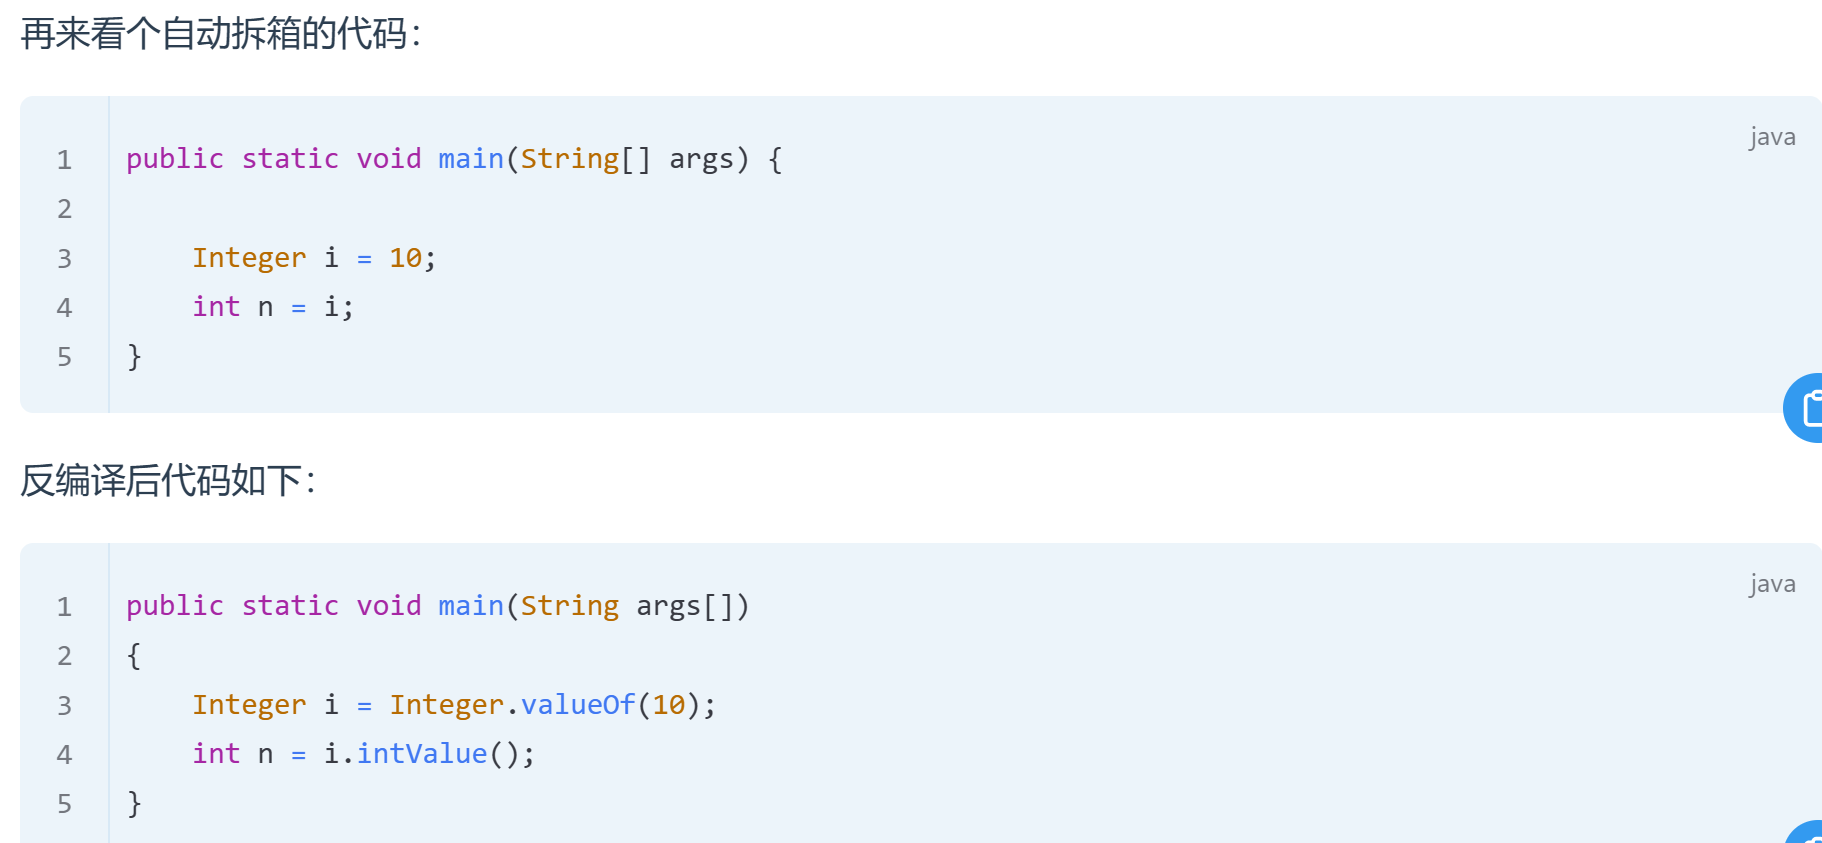 再来看个自动拆箱的代码：
java
1 public static void main(String[] args) {
2
3     Integer i = 10;
4     int n = i;
5 }
反编译后代码如下：
java
1 public static void main(String args[])
2 {
3     Integer i = Integer.valueOf(10);
4     int n = i.intValue();
5 }